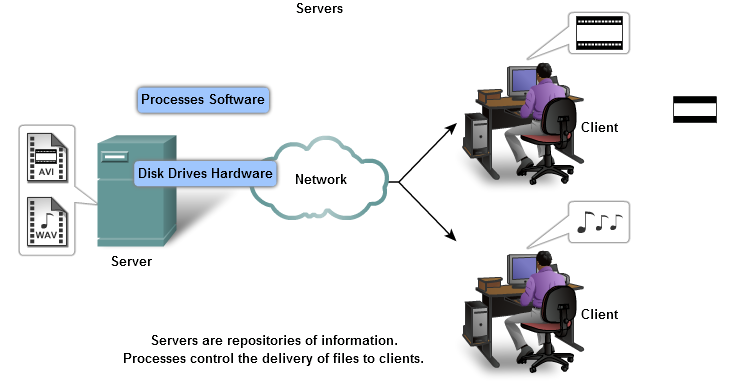 Servers
Processes Software
Client
AVI
Disk Drives Hardware
Network
WAV
Server
Client
Servers are repositories of information.
Processes control the delivery of files to clients.